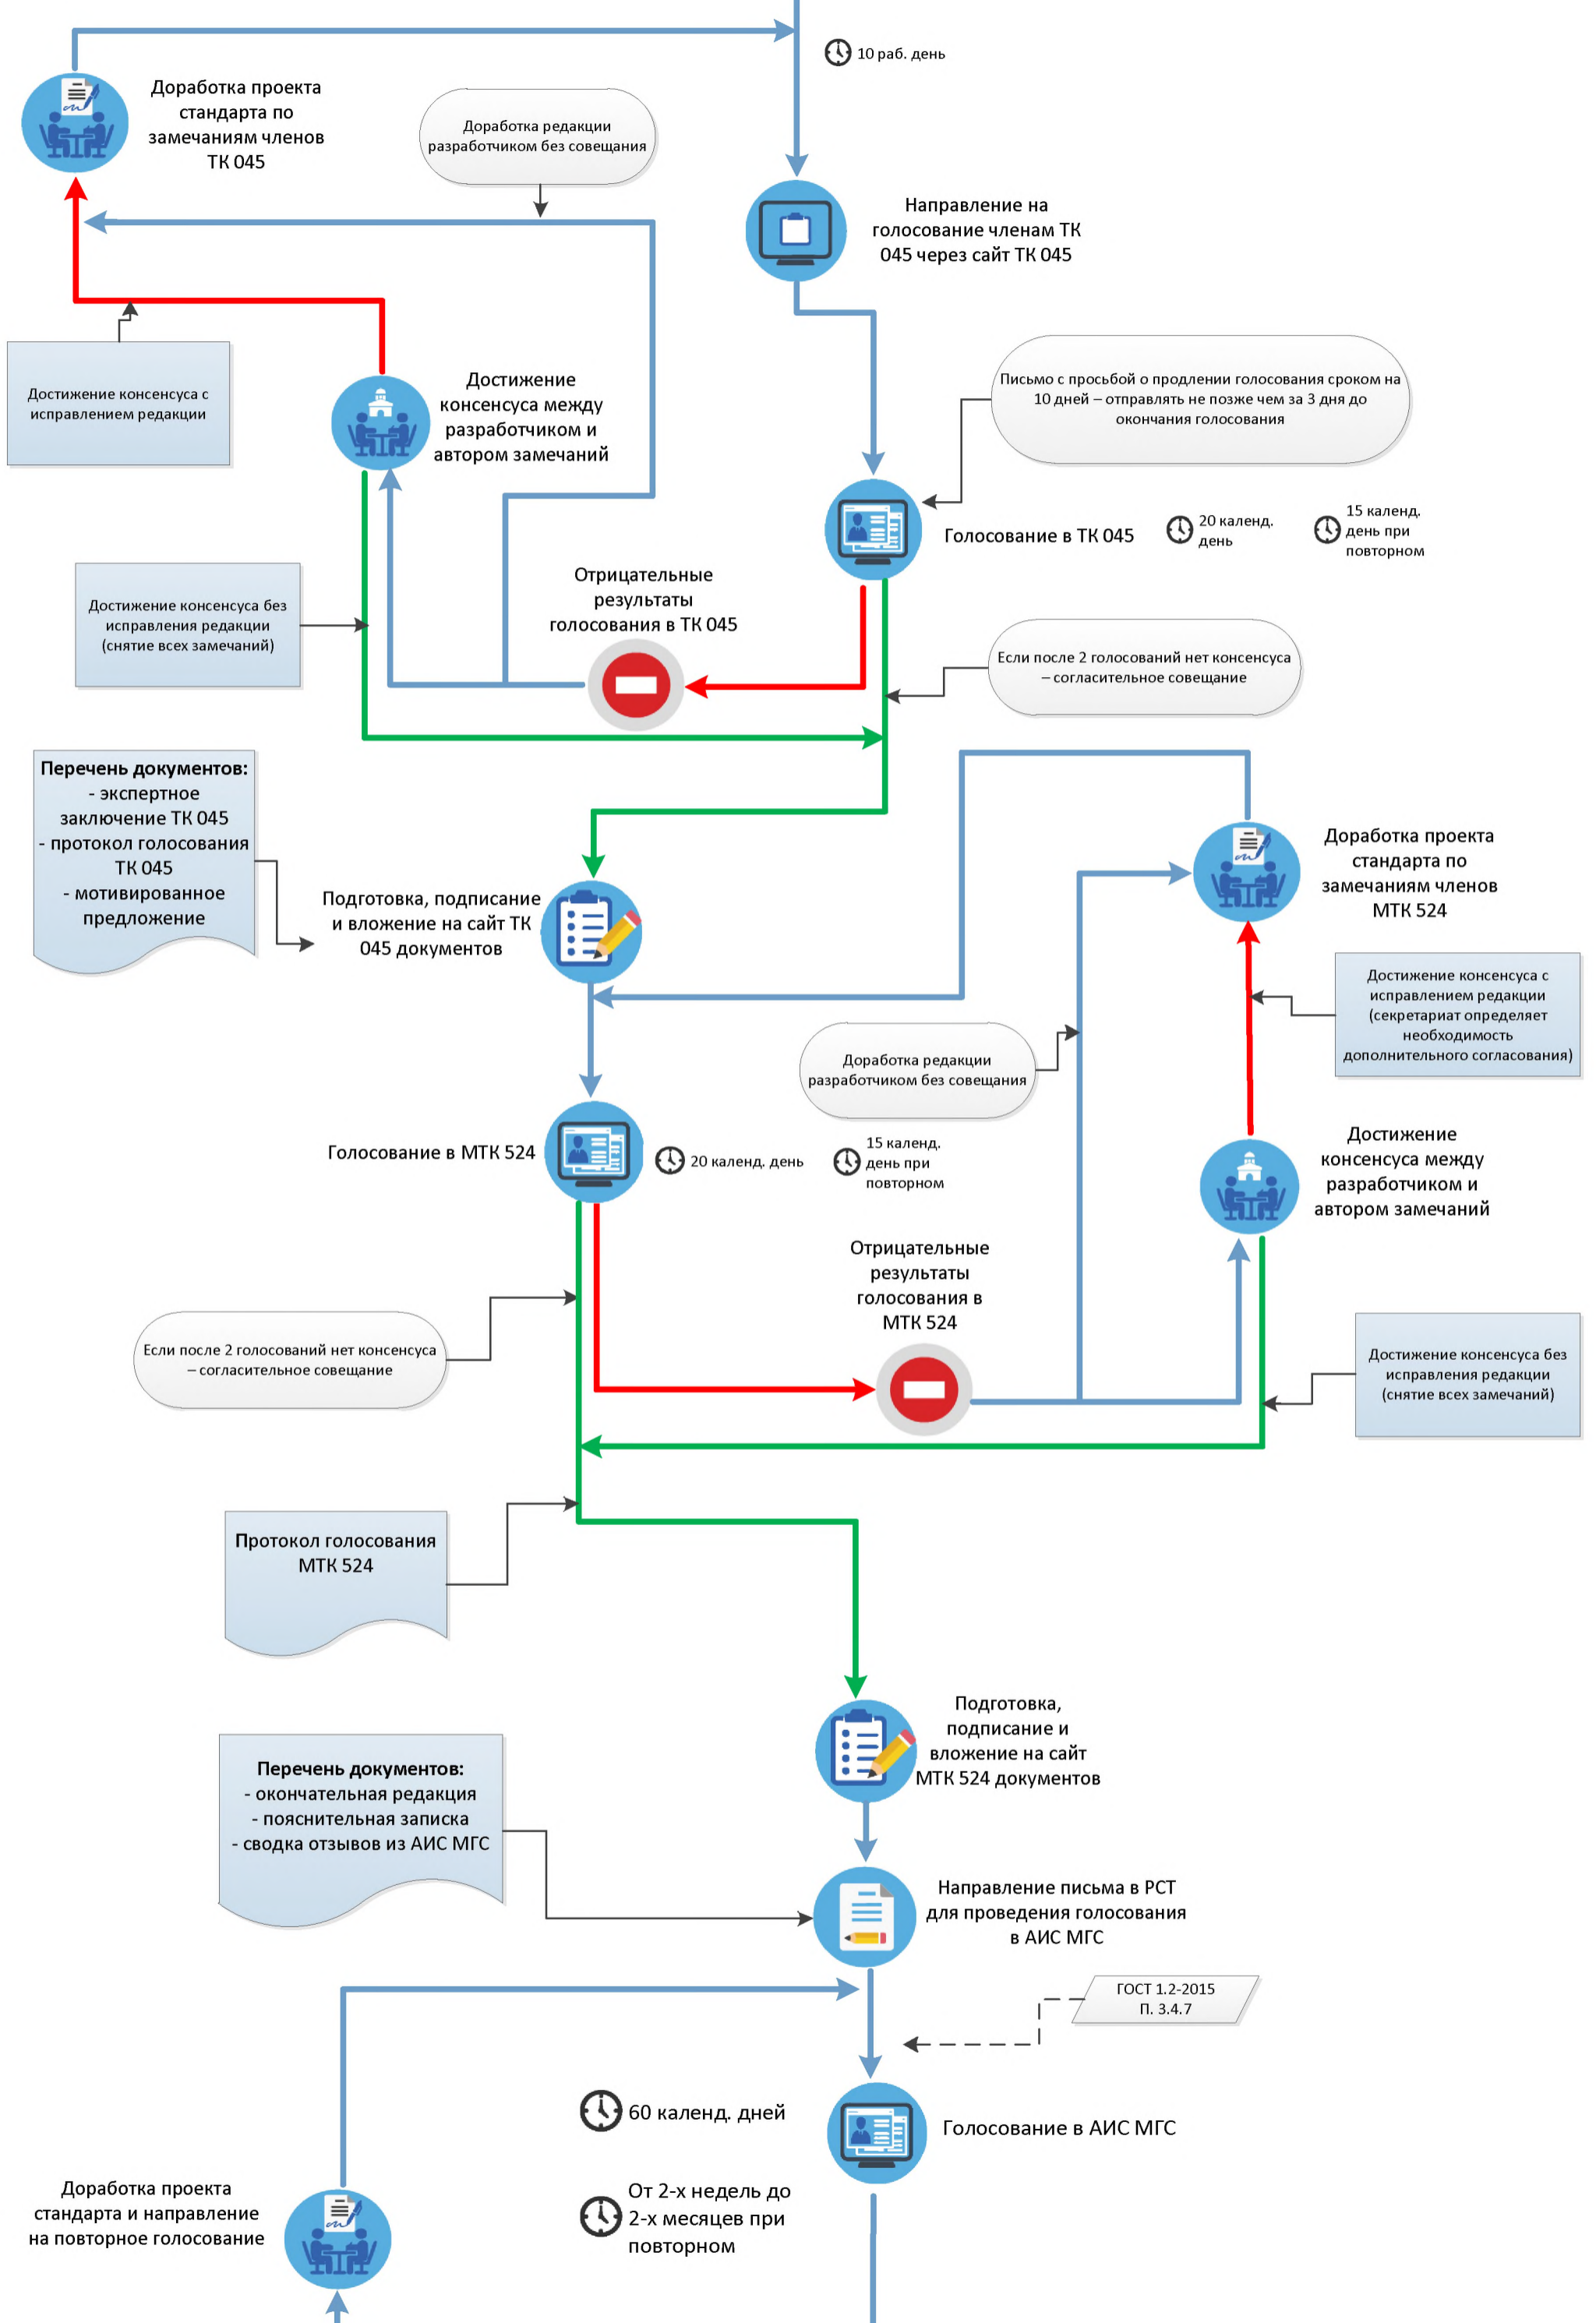 10 раб. день
Доработка проекта
стандарта по
замечаниям членов
ТК 045
Доработка редакции
разработчиком без совещания
Направление на
голосование членам ТК
045 через сайт ТК 045
Достижение консенсуса с
исправлением редакции
Достижение
консенсуса между
разработчиком и
автором замечаний
Письмо с просьбой о продлении голосования сроком на
10 дней – отправлять не позже чем за 3 дня до
окончания голосования
Голосование в ТК 045
20 календ.
день
15 календ.
день при
повторном
Достижение консенсуса без
исправления редакции
(снятие всех замечаний)
Отрицательные
результаты
голосования в ТК 045
Если после 2 голосований нет консенсуса
– согласительное совещание
Перечень документов:
- экспертное
заключение ТК 045
- протокол голосования
ТК 045
- мотивированное
предложение
Подготовка, подписание
и вложение на сайт ТК
045 документов
Доработка проекта
стандарта по
замечаниям членов
МТК 524
Достижение консенсуса с
исправлением редакции
(секретариат определяет
необходимость
дополнительного согласования)
Доработка редакции
разработчиком без совещания
Голосование в МТК 524
20 календ. день
15 календ.
день при
повторном
Достижение
консенсуса между
разработчиком и
автором замечаний
Отрицательные
результаты
голосования в
МТК 524
Если после 2 голосований нет консенсуса
– согласительное совещание
Достижение консенсуса без
исправления редакции
(снятие всех замечаний)
Протокол голосования
МТК 524
Подготовка,
подписание и
вложение на сайт
МТК 524 документов
Перечень документов:
- окончательная редакция
- пояснительная записка
- сводка отзывов из АИС МГС
Направление письма в РСТ
для проведения голосования
в АИС МГС
ГОСТ 1.2-2015
П. 3.4.7
60 календ. дней
Голосование в АИС МГС
От 2-х недель до
2-х месяцев при
повторном
Доработка проекта
стандарта и направление
на повторное голосование